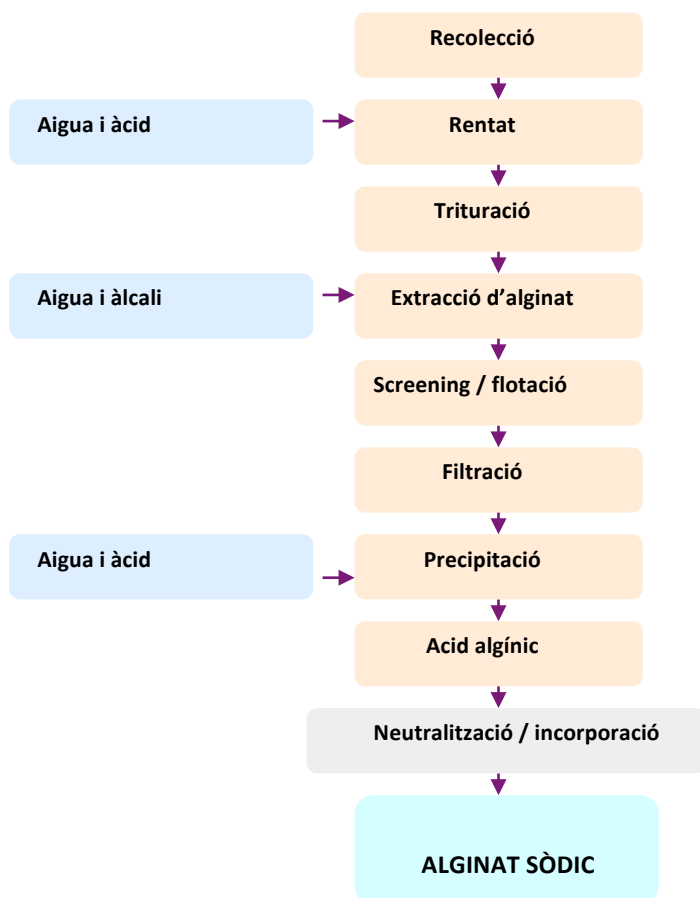 Recolecció
Aigua i àcid
Rentat
Trituració
Aigua i àlcali
Extracció d’alginat
Screening / flotació
Filtració
Aigua i àcid
Precipitació
Acid algínic
Neutralització / incorporació
ALGINAT SÒDIC